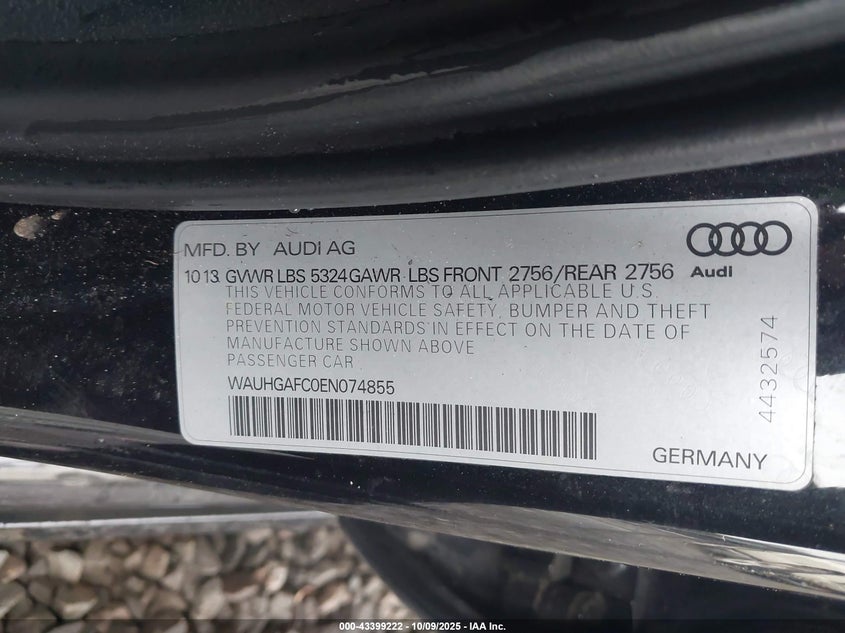 MFD. BY AUDI AG
Audi
10 13 GVWR LBS 5324 GAWR LBS FRONT 2756/REAR 2756
THIS VEHICLE CONFORMS TO ALL APPLICABLE U.S.
FEDERAL MOTOR VEHICLE SAFETY, BUMPER AND THEFT
PREVENTION STANDARDS IN EFFECT ON THE DATE OF
MANUFACTURE SHOWN ABOVE
PASSENGER CAR
WAUHGAFC0EN074855
4432574
GERMANY
000-43399222 - 10/09/2025 - IAA Inc.